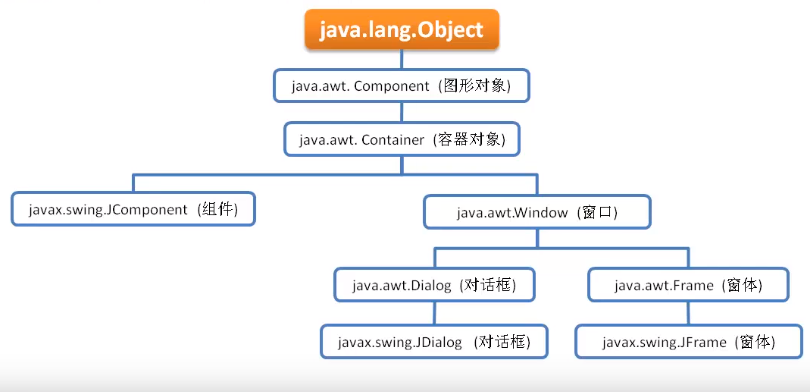 java.lang.Object
java.awt. Component (图形对象)
java.awt. Container (容器对象)
javax.swing.JComponent (组件)
java.awt.Window (窗口)
java.awt.Dialog (对话框)
java.awt.Frame (窗体)
javax.swing.JDialog (对话框)
javax.swing.JFrame (窗体)